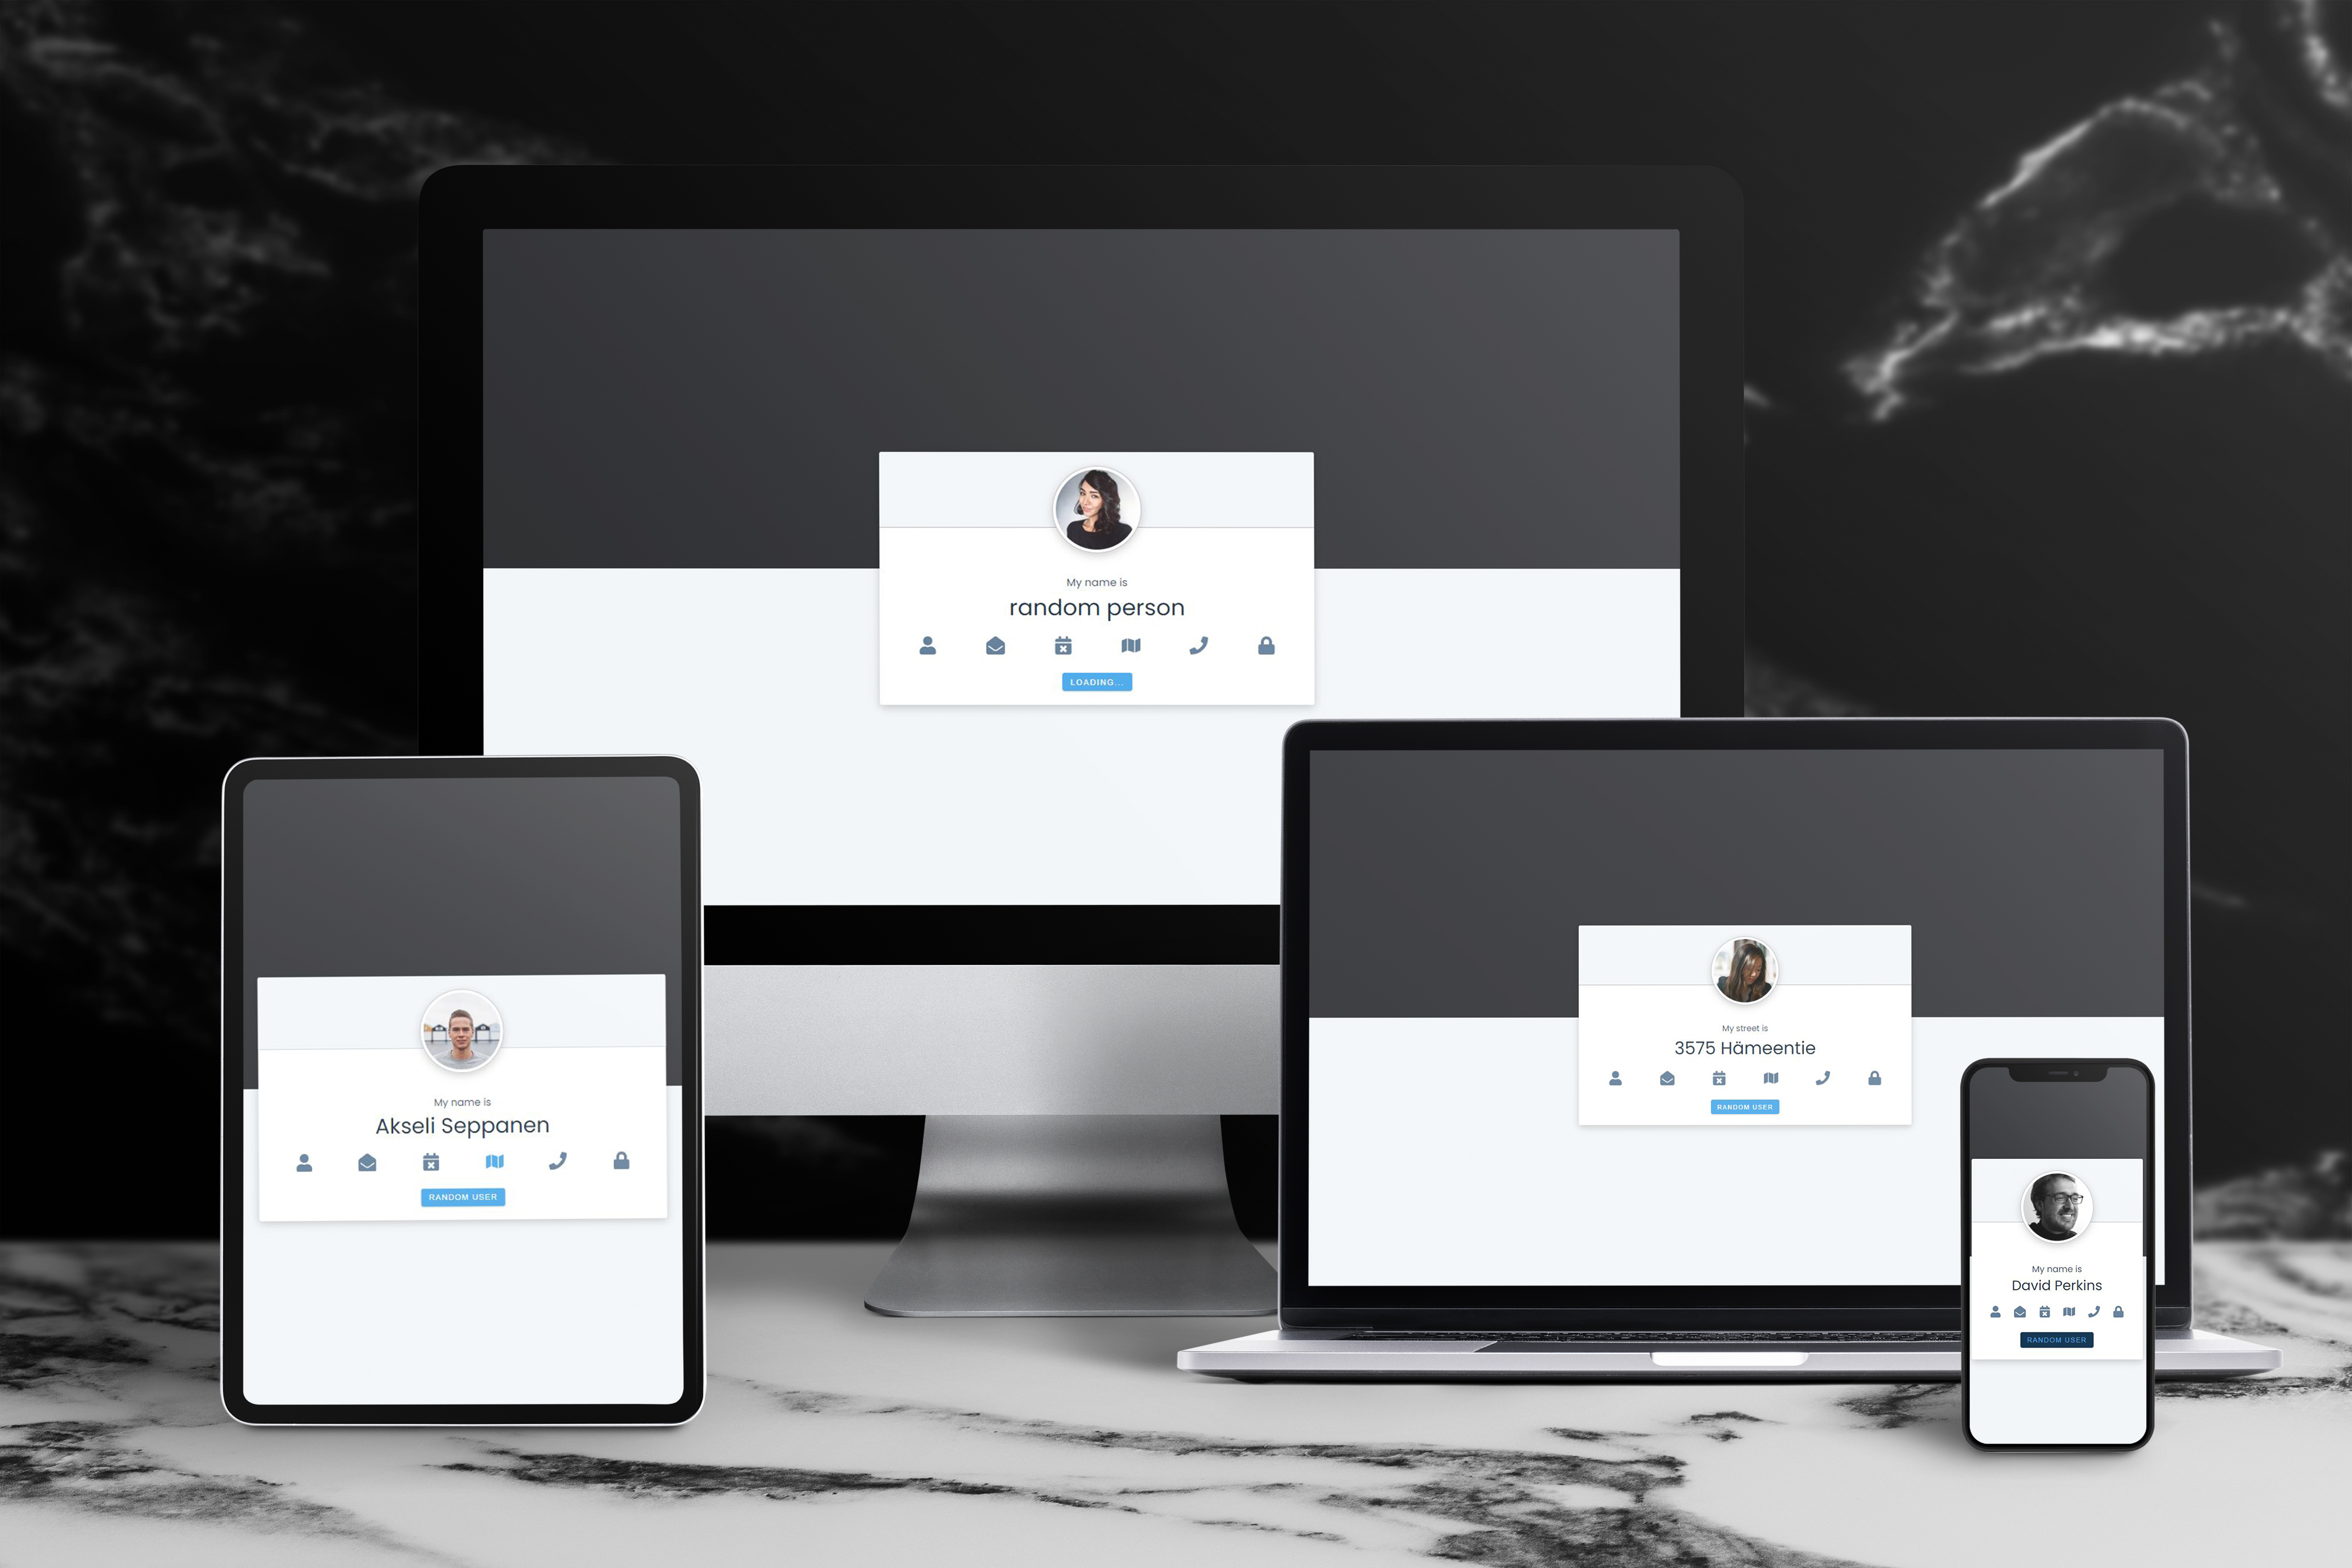 My name is
random person
LOADING...
My name is
Akseli Seppanen
RANDOM USER
My street is
3575 Hämeentie
RANDOM USER
My name is
David Perkins
RANDOM USER